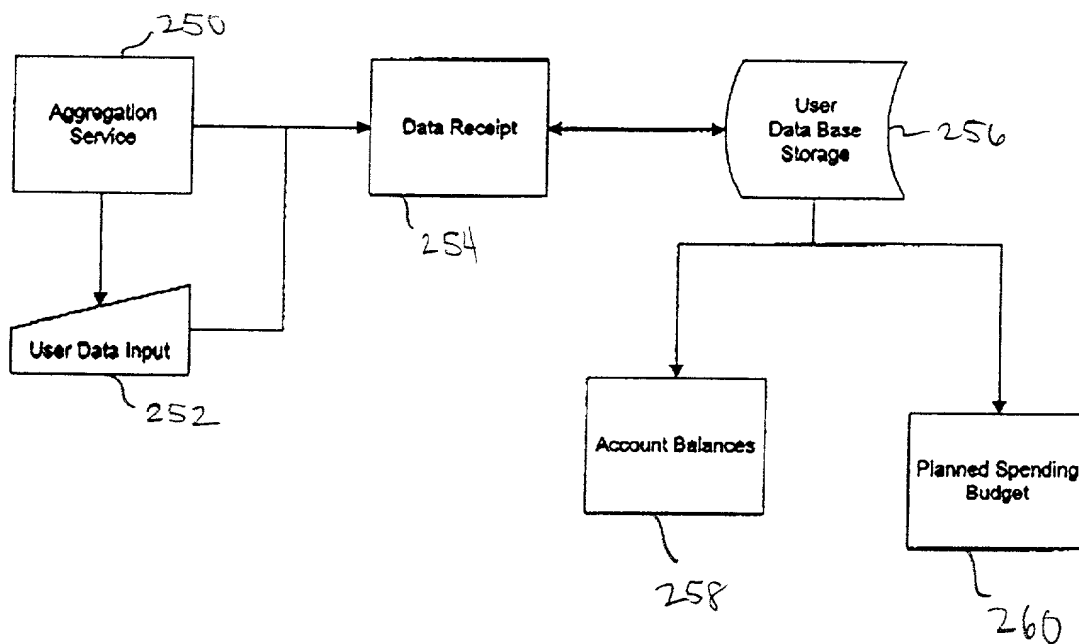 250
Aggregation
Service
Data Receipt
User
Data Base
Storage
256
254
User Data Input
252
Account Balances
Planned Spending
Budget
258
260